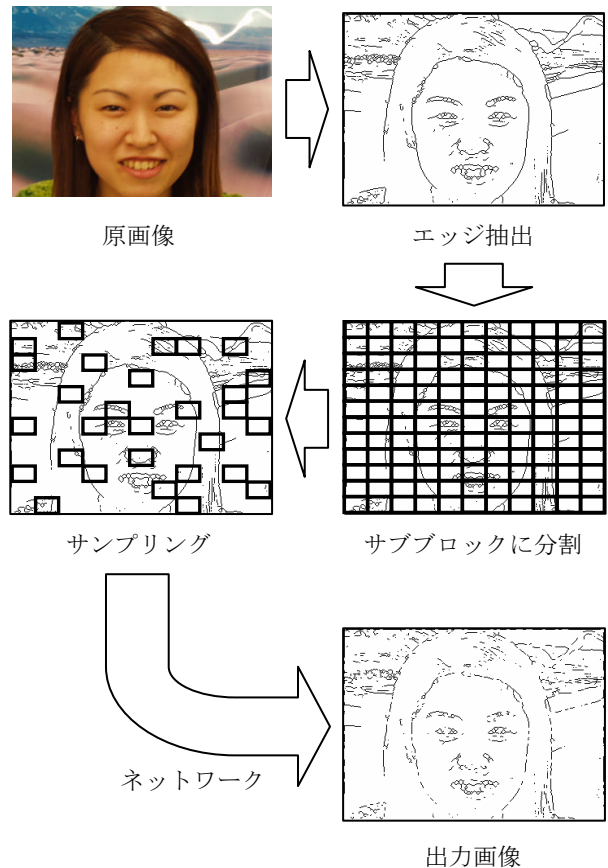 原画像
エッジ抽出
サンプリング
サブブロックに分割
ネットワーク
出力画像